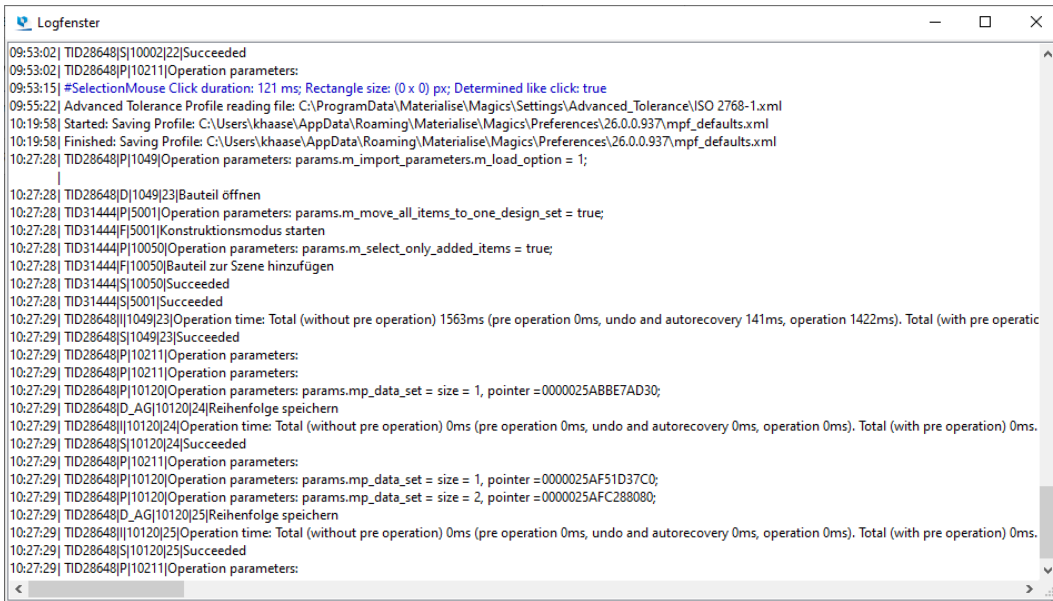 Logfenster
09:53:02| TID28648|S|10002|22|Succeeded
09:53:02| TID28648|P|10211|Operation parameters:
09:53:15| #SelectionMouse Click duration: 121 ms; Rectangle size: (0 x 0) px; Determined like click: true
09:55:22| Advanced Tolerance Profile reading file: C:\ProgramData\Materialise\Magics\Settings\Advanced_Tolerance\ISO 2768-1.xml
10:19:58| Started: Saving Profile: C:\Users\khaase\AppData\Roaming\Materialise\Magics\Preferences\26.0.0.937\mpf_defaults.xml
10:19:58| Finished: Saving Profile: C:\Users\khaase\AppData\Roaming\Materialise\Magics\Preferences\26.0.0.937\mpf_defaults.xml
10:27:28| TID28648|P|1049|Operation parameters: params.m_import_parameters.m_load_option = 1;
|
10:27:28| TID28648|D|1049|23|Bauteil öffnen
10:27:28| TID31444|P|5001|Operation parameters: params.m_move_all_items_to_one_design_set = true;
10:27:28| TID31444|F|5001|Konstruktionsmodus starten
10:27:28| TID31444|P|10050|Operation parameters: params.m_select_only_added_items = true;
10:27:28| TID31444|F|10050|Bauteil zur Szene hinzufügen
10:27:28| TID31444|S|10050|Succeeded
10:27:28| TID31444|S|5001|Succeeded
10:27:29| TID28648|I|1049|23|Operation time: Total (without pre operation) 1563ms (pre operation 0ms, undo and autorecovery 141ms, operation 1422ms). Total (with pre operatic
10:27:29| TID28648|S|1049|23|Succeeded
10:27:29| TID28648|P|10211|Operation parameters:
10:27:29| TID28648|P|10211|Operation parameters:
10:27:29| TID28648|P|10120|Operation parameters: params.mp_data_set = size = 1, pointer =0000025ABBE7AD30;
10:27:29| TID28648|D_AG|10120|24|Reihenfolge speichern
10:27:29| TID28648|I|10120|24|Operation time: Total (without pre operation) 0ms (pre operation 0ms, undo and autorecovery 0ms, operation 0ms). Total (with pre operation) 0ms.
10:27:29| TID28648|S|10120|24|Succeeded
10:27:29| TID28648|P|10211|Operation parameters:
10:27:29| TID28648|P|10120|Operation parameters: params.mp_data_set = size = 1, pointer =0000025AF51D37C0;
10:27:29| TID28648|P|10120|Operation parameters: params.mp_data_set = size = 2, pointer =0000025AFC288080;
10:27:29| TID28648|D_AG|10120|25|Reihenfolge speichern
10:27:29| TID28648|I|10120|25|Operation time: Total (without pre operation) 0ms (pre operation 0ms, undo and autorecovery 0ms, operation 0ms). Total (with pre operation) 0ms.
10:27:29| TID28648|S|10120|25|Succeeded
10:27:29| TID28648|P|10211|Operation parameters: